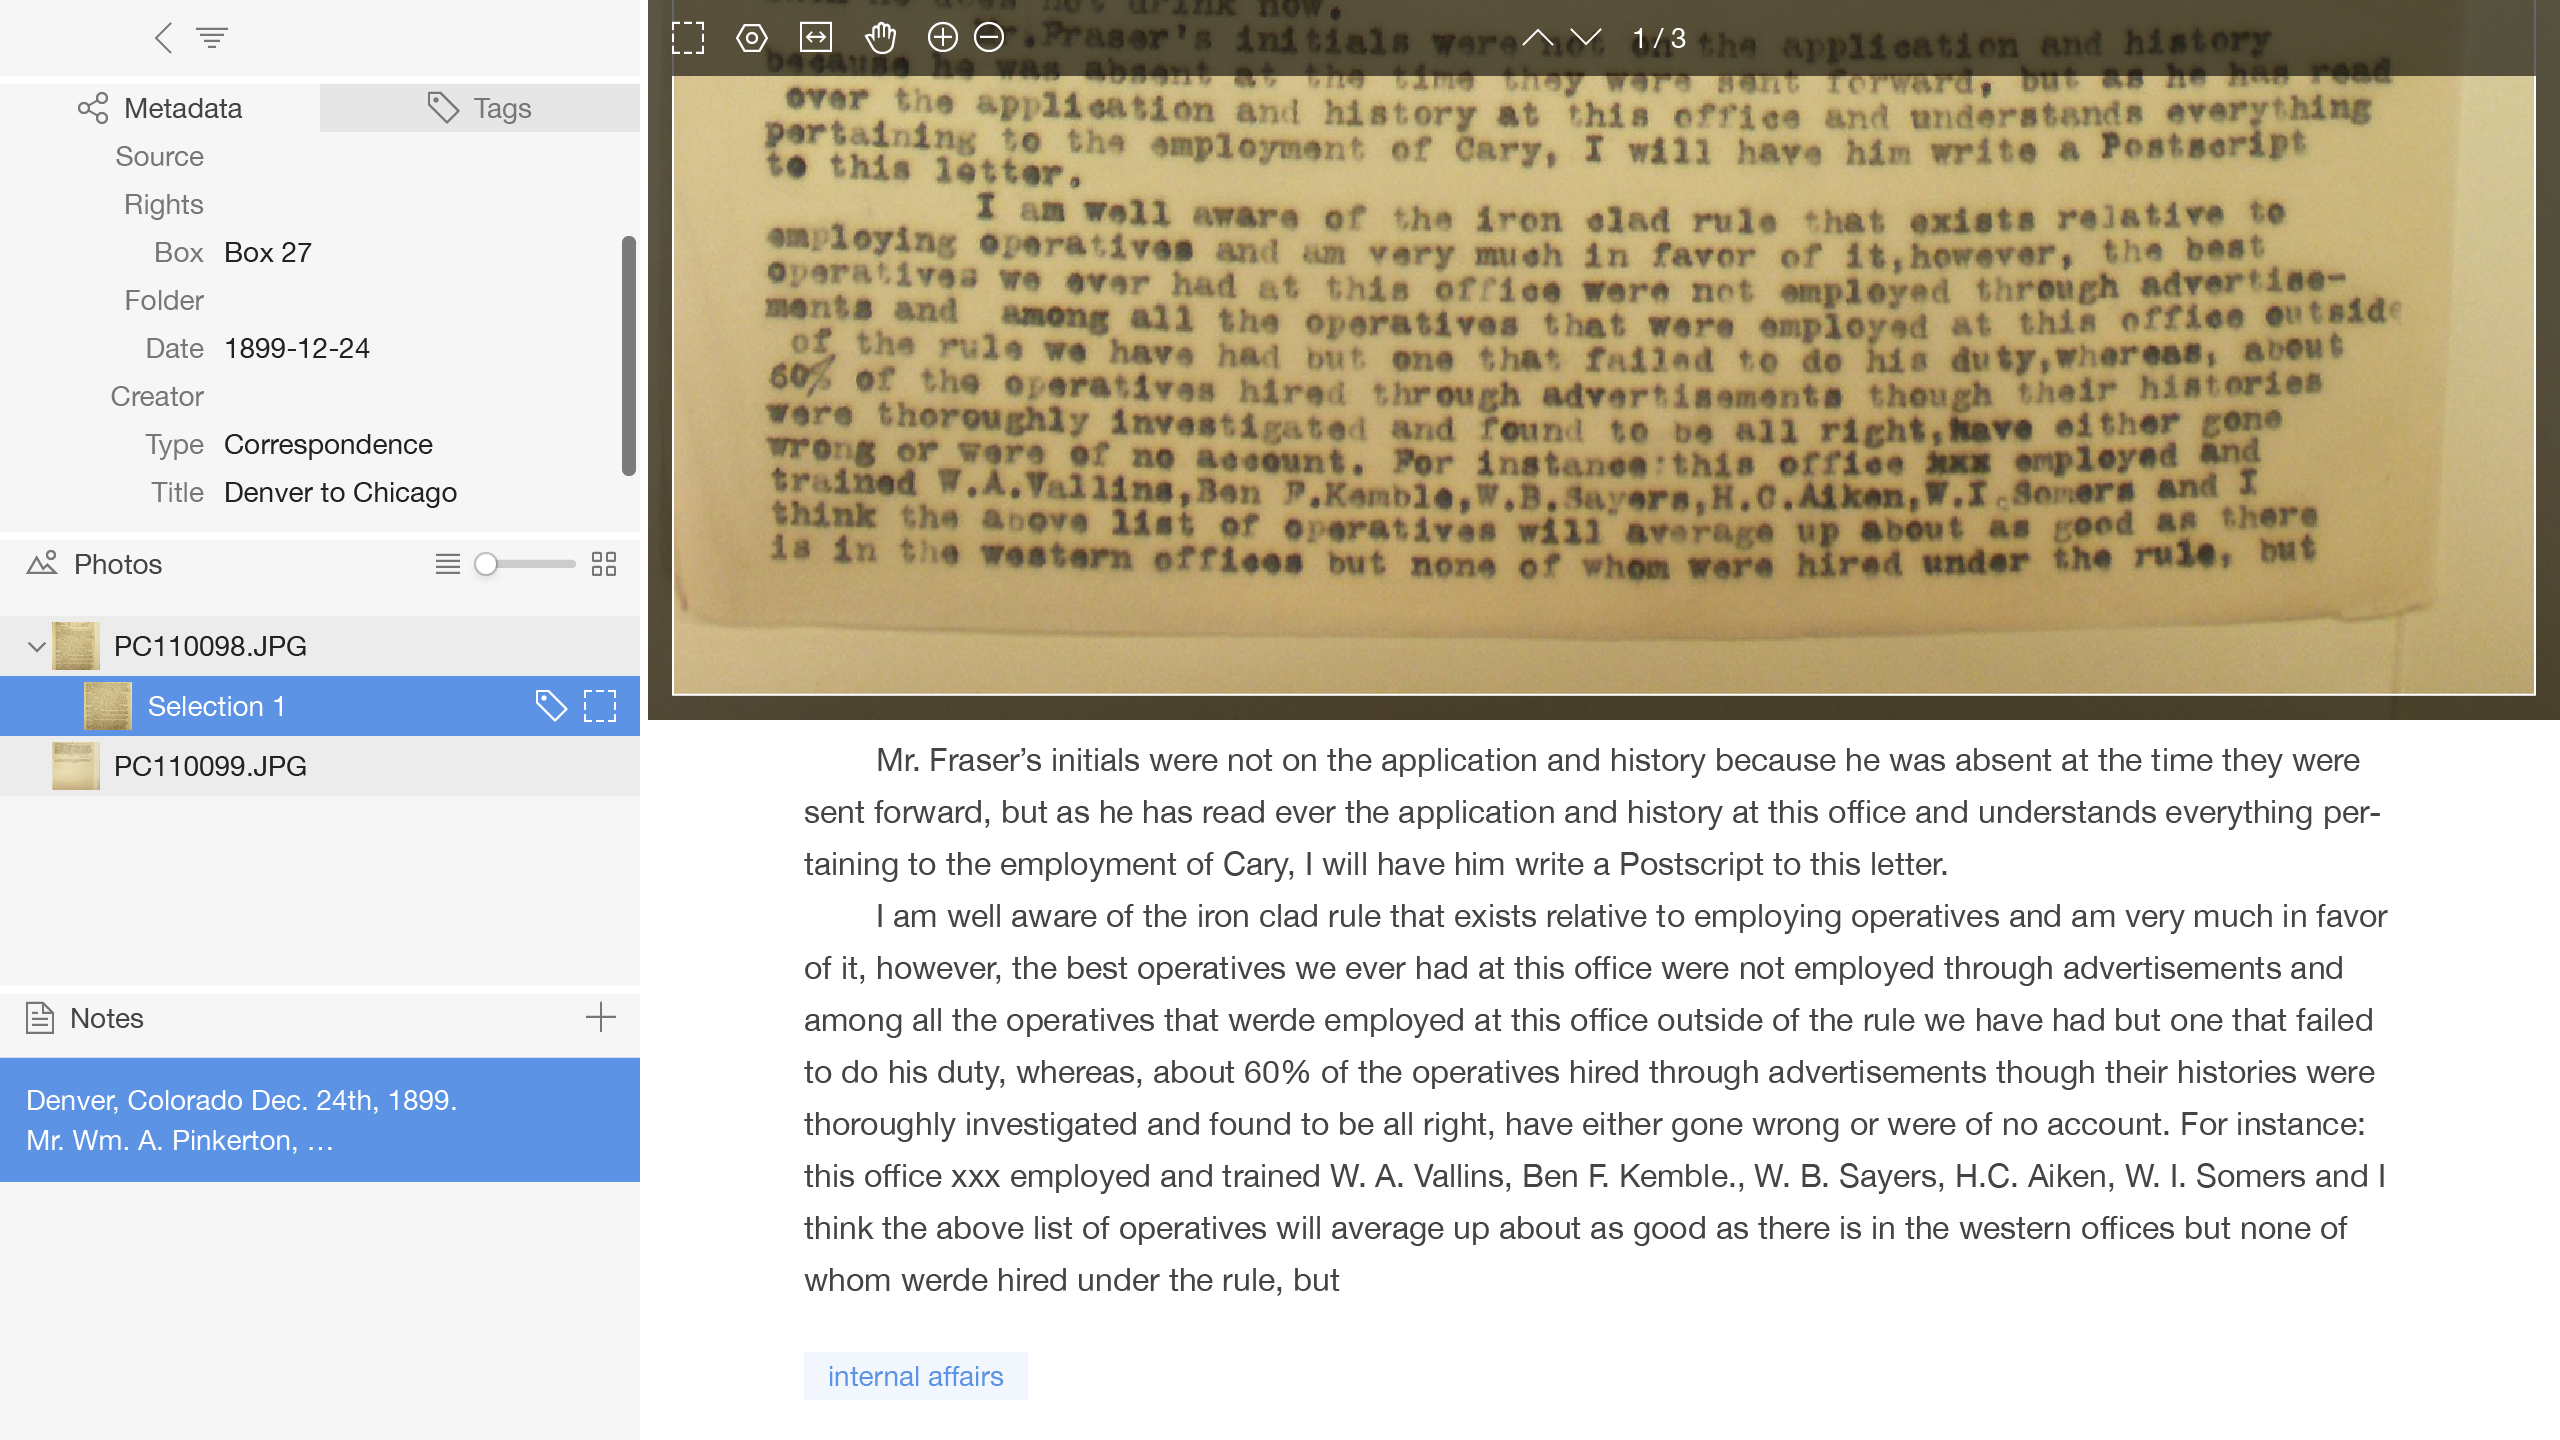 Metadata
Tags
Source
Rights
Box Box 27
Folder
Date 1899-12-24
Creator
Type Correspondence
Title Denver to Chicago
Photos
PC110098.JPG
Selection 1
PC110099.JPG
Notes
Denver, Colorado Dec. 24th, 1899.
Mr. Wm. A. Pinkerton, …
1 / 3
he does not drink now.
Mr.Fraser's initials were not on the application and history
because he was absent at the time they were sent forward, but as he has read
over the application and history at this office and understands everything
pertaining to the employment of Cary, I will have him write a Postscript
to this letter.
I am well aware of the iron clad rule that exists relative to
employing operatives and am very much in favor of it,however, the best
operatives we ever had at this office were not employed through advertise-
ments and among all the operatives that were employed at this office outside
of the rule we have had but one that failed to do his duty,whereas, about
60% of the operatives hired through advertisements though their histories
were thoroughly investigated and found to be all right,have either gone
wrong or were of no account. For instance:this office xxx employed and
trained W.A.Vallins,Ben F.Kemble,W.B.Sayers,H.C.Aiken,W.I.Somers and I
think the above list of operatives will average up about as good as there
is in the western offices but none of whom were hired under the rule, but
Mr. Fraser’s initials were not on the application and history because he was absent at the time they were
sent forward, but as he has read ever the application and history at this office and understands everything per-
taining to the employment of Cary, I will have him write a Postscript to this letter.
I am well aware of the iron clad rule that exists relative to employing operatives and am very much in favor
of it, however, the best operatives we ever had at this office were not employed through advertisements and
among all the operatives that werde employed at this office outside of the rule we have had but one that failed
to do his duty, whereas, about 60% of the operatives hired through advertisements though their histories were
thoroughly investigated and found to be all right, have either gone wrong or were of no account. For instance:
this office xxx employed and trained W. A. Vallins, Ben F. Kemble., W. B. Sayers, H.C. Aiken, W. I. Somers and I
think the above list of operatives will average up about as good as there is in the western offices but none of
whom werde hired under the rule, but
internal affairs